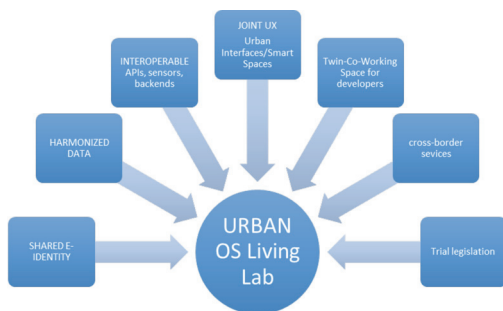 JOINT UX
Urban
Interfaces/Smart
Spaces
INTEROPERABLE
APIs, sensors,
backends
Twin-Co-Working
Space for
developers
HARMONIZED
DATA
cross-border
sevices
SHARED E-
IDENTITY
URBAN
OS Living
Lab
Trial legislation